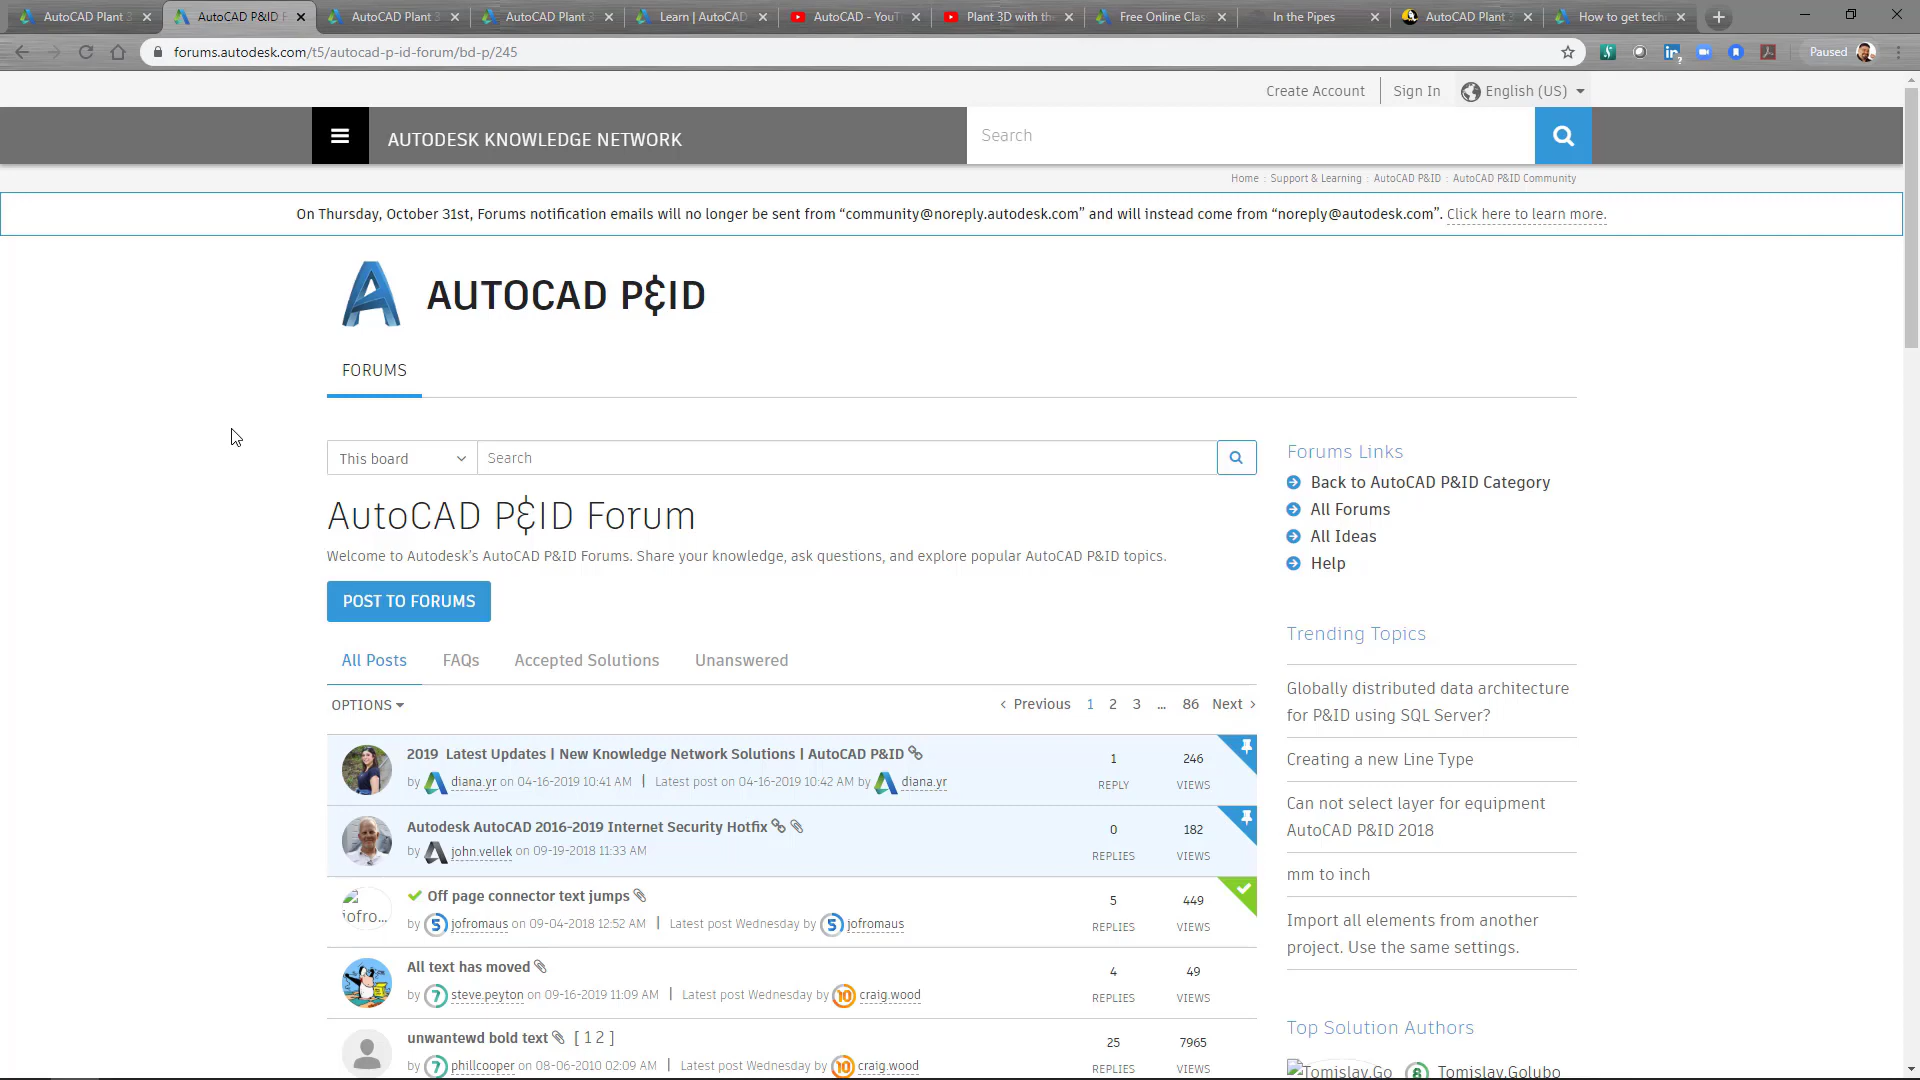 AutoCAD Plant 3
AutoCAD P&ID F
AutoCAD Plant 3
AutoCAD Plant 3
Learn | AutoCAD
AutoCAD - YouT
Plant 3D with the
Free Online Clas
In the Pipes
AutoCAD Plant
How to get tech
forums.autodesk.com/t5/autocad-p-id-forum/bd-p/245
Paused
Create Account
Sign In
English (US)
AUTODESK KNOWLEDGE NETWORK
Search
Home : Support & Learning : AutoCAD P&ID : AutoCAD P&ID Community
On Thursday, October 31st, Forums notification emails will no longer be sent from “community@noreply.autodesk.com” and will instead come from “noreply@autodesk.com”. Click here to learn more.
AUTOCAD P&ID
FORUMS
This board
Search
AutoCAD P&ID Forum
Welcome to Autodesk’s AutoCAD P&ID Forums. Share your knowledge, ask questions, and explore popular AutoCAD P&ID topics.
POST TO FORUMS
All Posts
FAQs
Accepted Solutions
Unanswered
OPTIONS
‹ Previous 1 2 3 … 86 Next ›
2019 Latest Updates | New Knowledge Network Solutions | AutoCAD P&ID
by diana.yr on 04-16-2019 10:41 AM | Latest post on 04-16-2019 10:42 AM by diana.yr
1
REPLY
246
VIEWS
Autodesk AutoCAD 2016-2019 Internet Security Hotfix
by john.vellek on 09-19-2018 11:33 AM
0
REPLIES
182
VIEWS
jofro...
Off page connector text jumps
by 5 jofromaus on 09-04-2018 12:52 AM | Latest post Wednesday by 5 jofromaus
5
REPLIES
449
VIEWS
All text has moved
by 7 steve.peyton on 09-16-2019 11:09 AM | Latest post Wednesday by 10 craig.wood
4
REPLIES
49
VIEWS
unwantewd bold text [ 1 2 ]
by 7 phillcooper on 08-06-2010 02:09 AM | Latest post Wednesday by 10 craig.wood
25
REPLIES
7965
VIEWS
Forums Links
Back to AutoCAD P&ID Category
All Forums
All Ideas
Help
Trending Topics
Globally distributed data architecture
for P&ID using SQL Server?
Creating a new Line Type
Can not select layer for equipment
AutoCAD P&ID 2018
mm to inch
Import all elements from another
project. Use the same settings.
Top Solution Authors
Tomislav.Go
8 Tomislav.Golubo